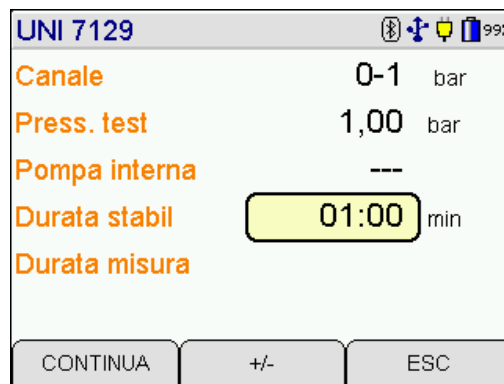 UNI 7129 99%
Canale 0-1 bar
Press. test 1,00 bar
Pompa interna ---
Durata stabil 01:00 min
Durata misura
CONTINUA +/- ESC